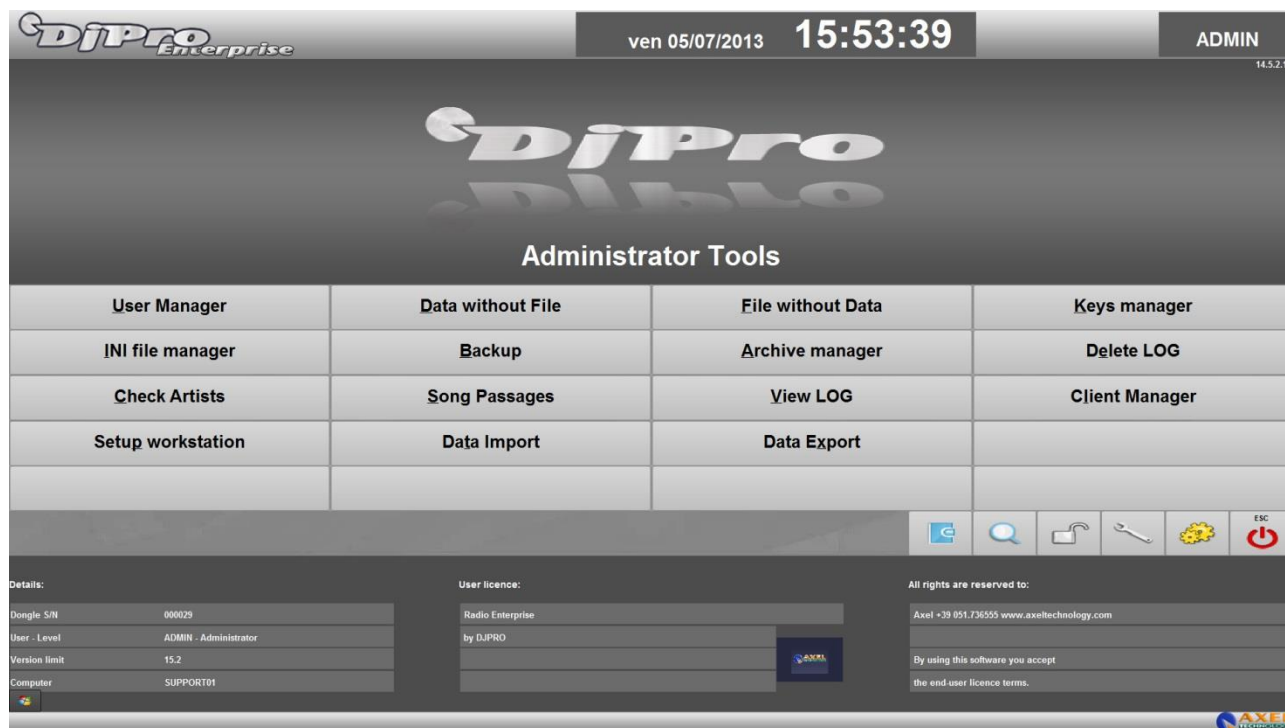 DjPro Enterprise
ven 05/07/2013 15:53:39
ADMIN
14.5.2.1
DjPro
Administrator Tools
User Manager Data without File File without Data Keys manager
INI file manager Backup Archive manager Delete LOG
Check Artists Song Passages View LOG Client Manager
Setup workstation Data Import Data Export
ESC
Details: User licence: All rights are reserved to:
Dongle S/N 000029 Radio Enterprise Axel +39 051.736555 www.axeltechnology.com
User - Level ADMIN - Administrator by DJPRO
Version limit 15.2 AXEL By using this software you accept
Computer SUPPORT01 the end-user licence terms.
AXEL
TECHNOLOGY